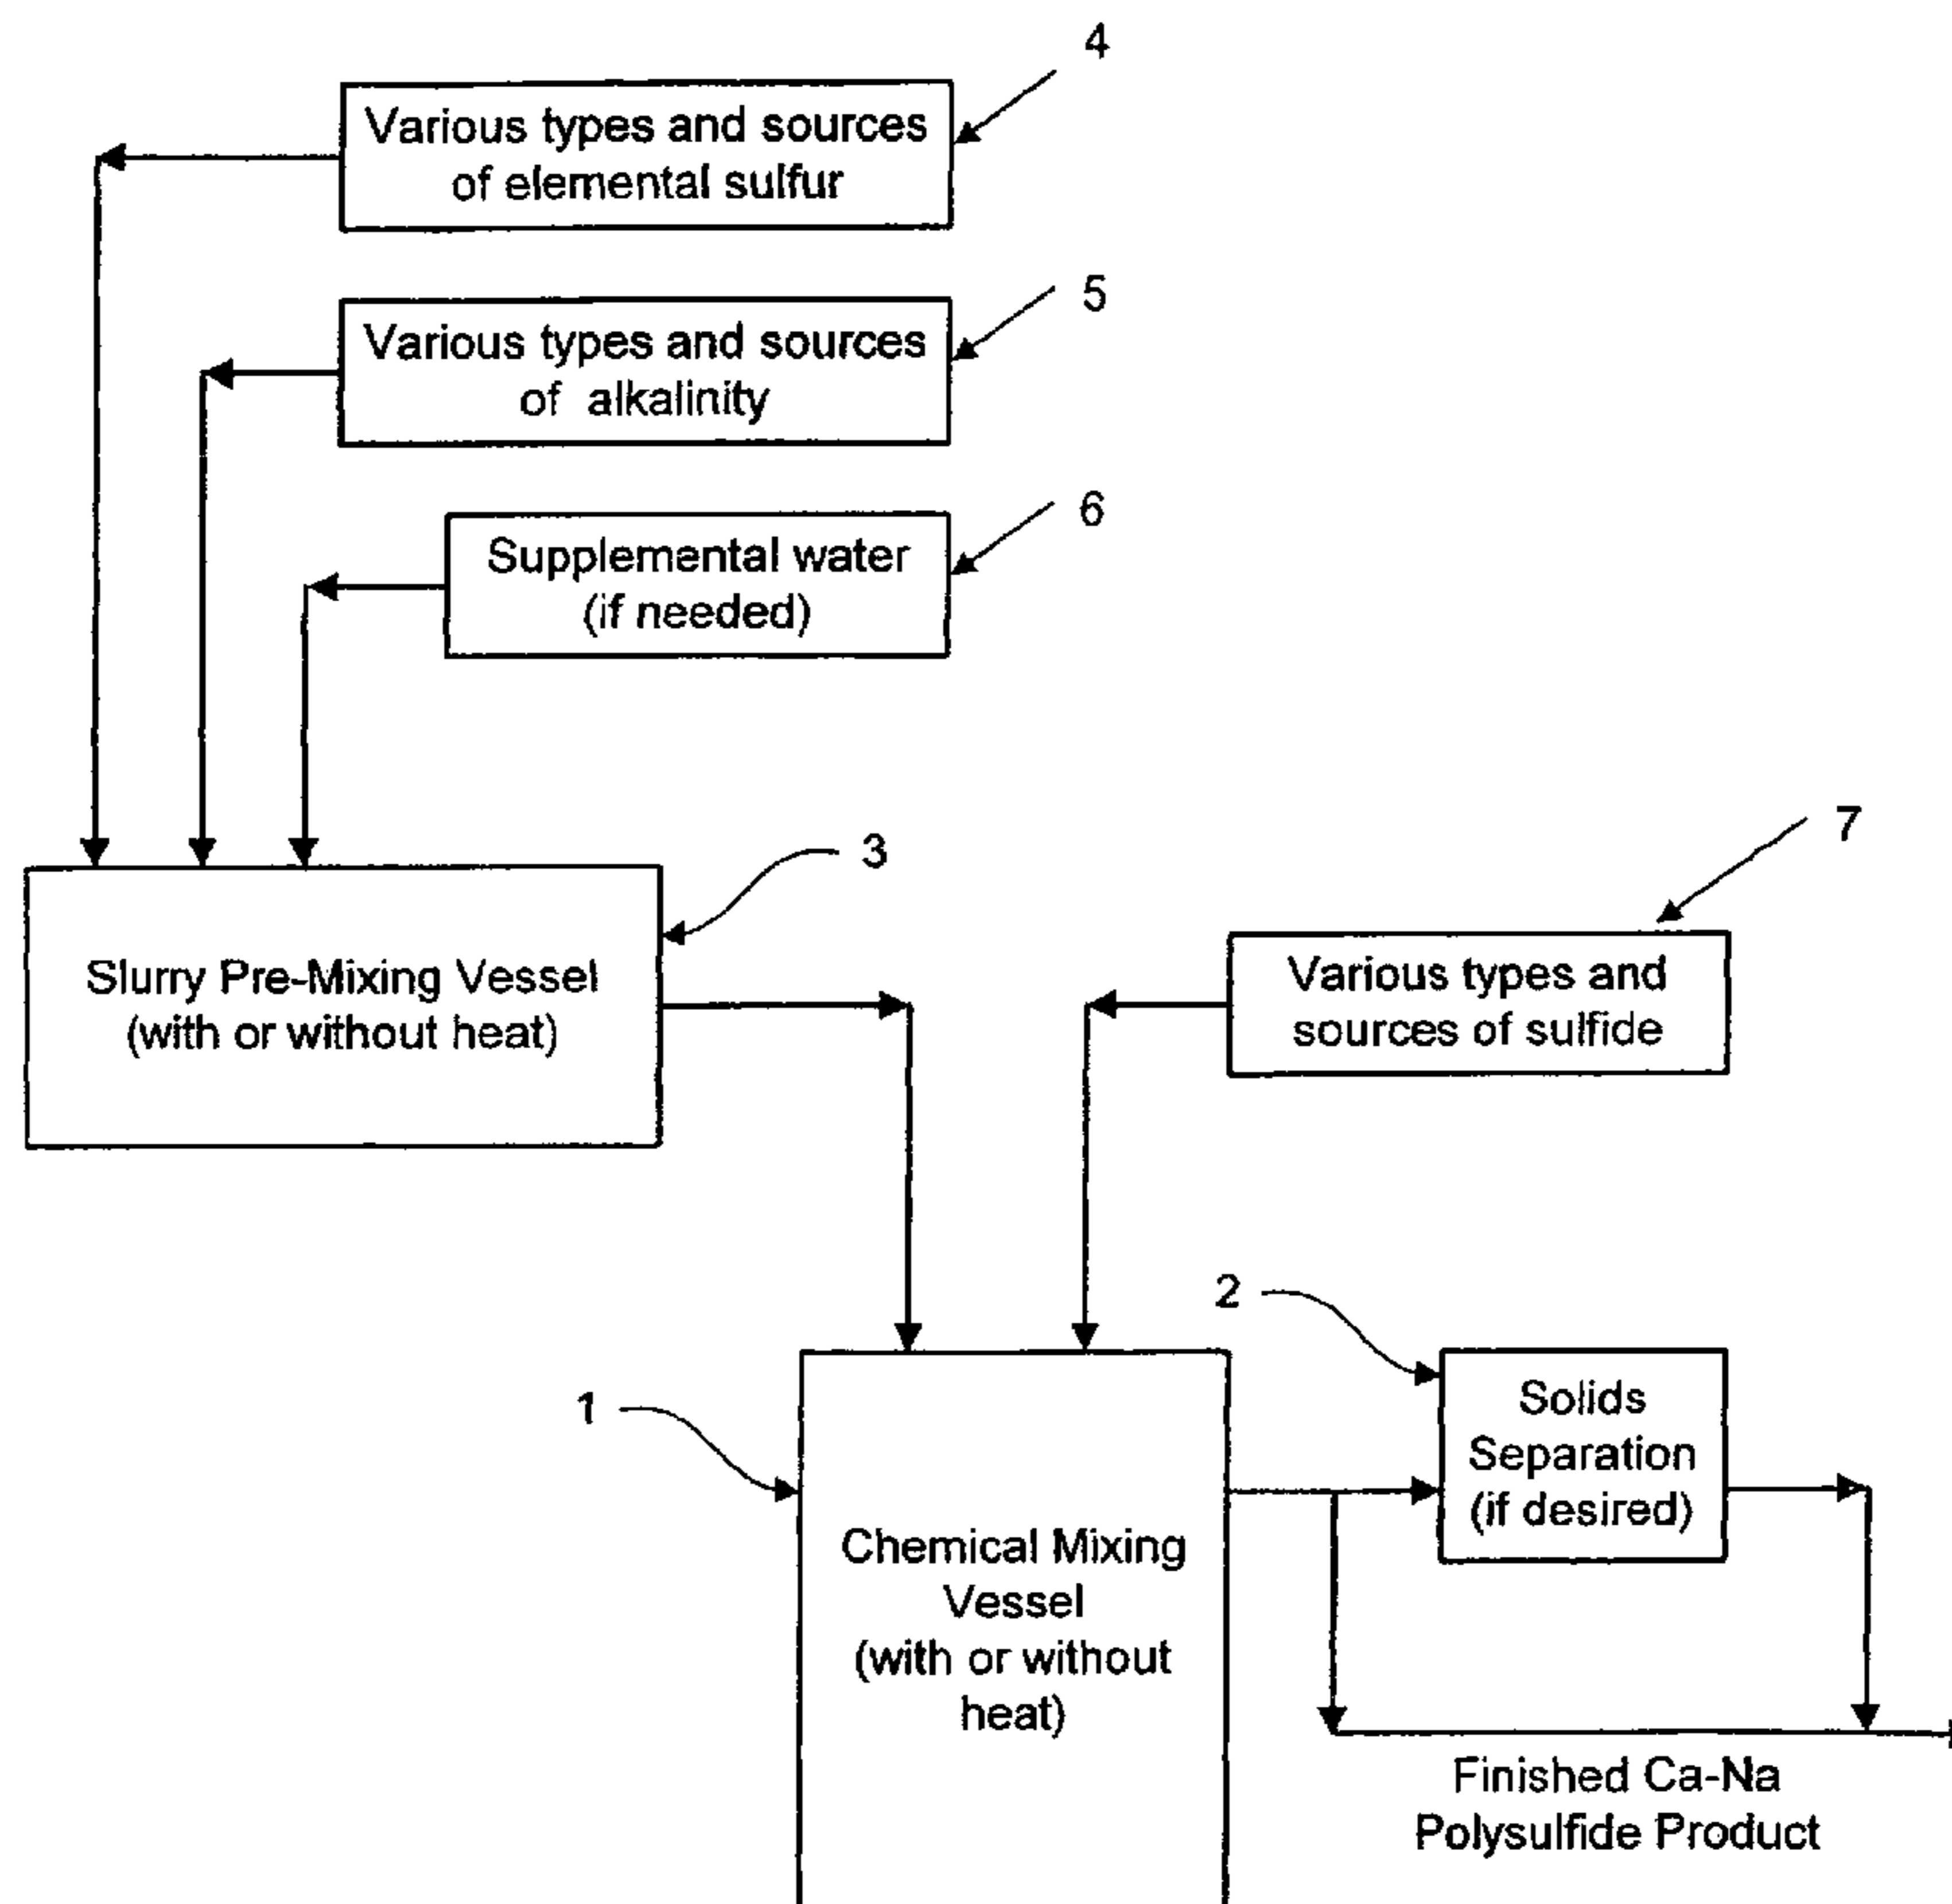 4
Various types and sources
of elemental sulfur
5
Various types and sources
of alkalinity
6
Supplemental water
(if needed)
3
7
Slurry Pre-Mixing Vessel
(with or without heat)
Various types and
sources of sulfide
2
1
Solids
Separation
(if desired)
Chemical Mixing
Vessel
(with or without
heat)
Finished Ca-Na
Polysulfide Product